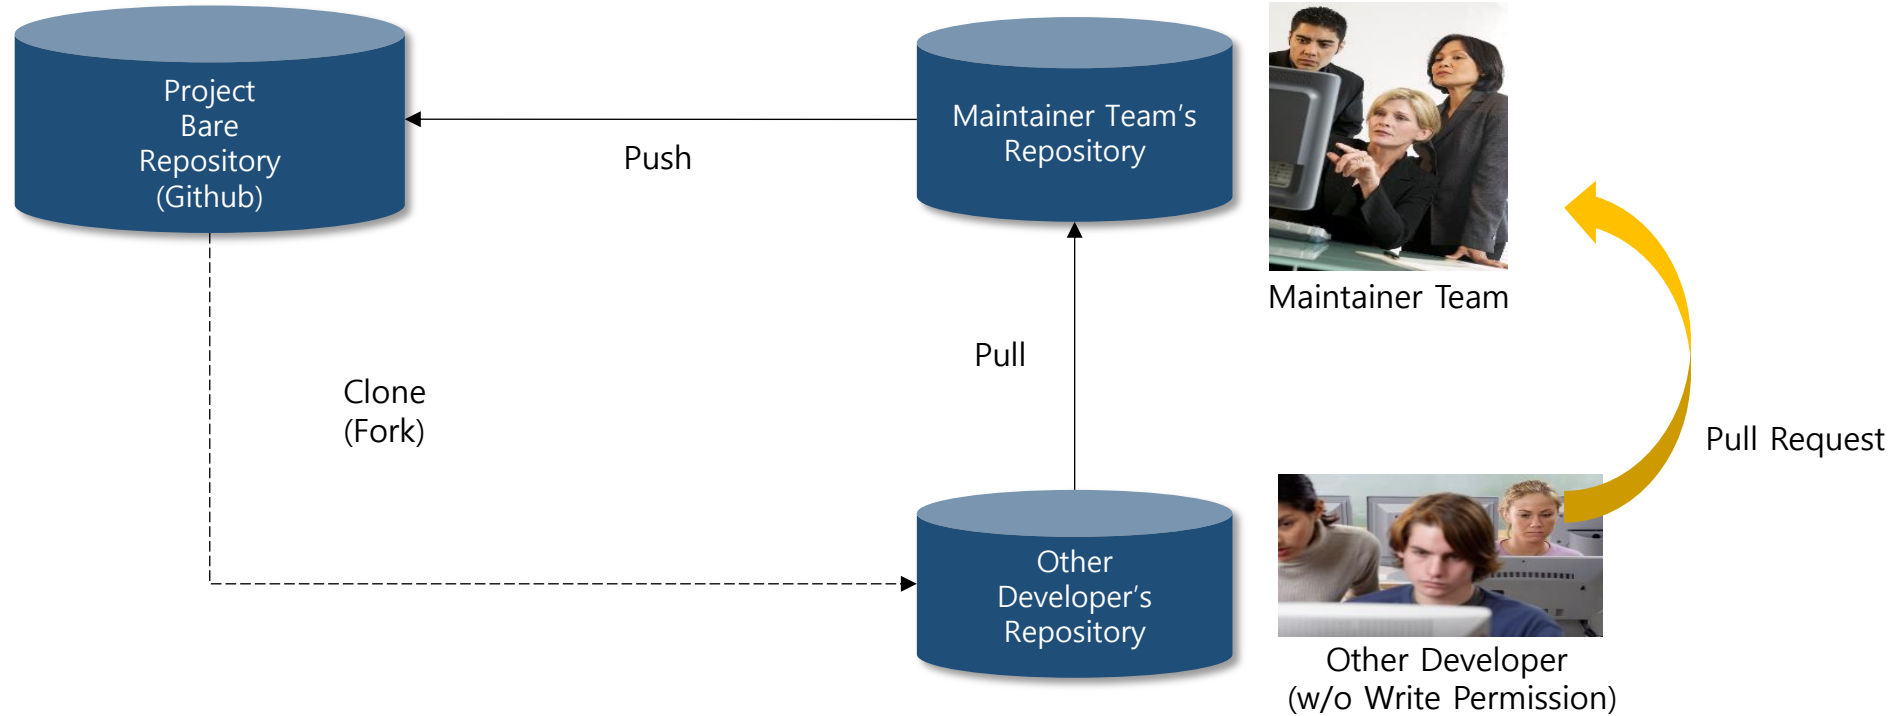 Project
Bare
Repository
(Github)
Push
Maintainer Team's
Repository
Maintainer Team
Pull
Clone
(Fork)
Pull Request
Other
Developer's
Repository
Other Developer
(w/o Write Permission)